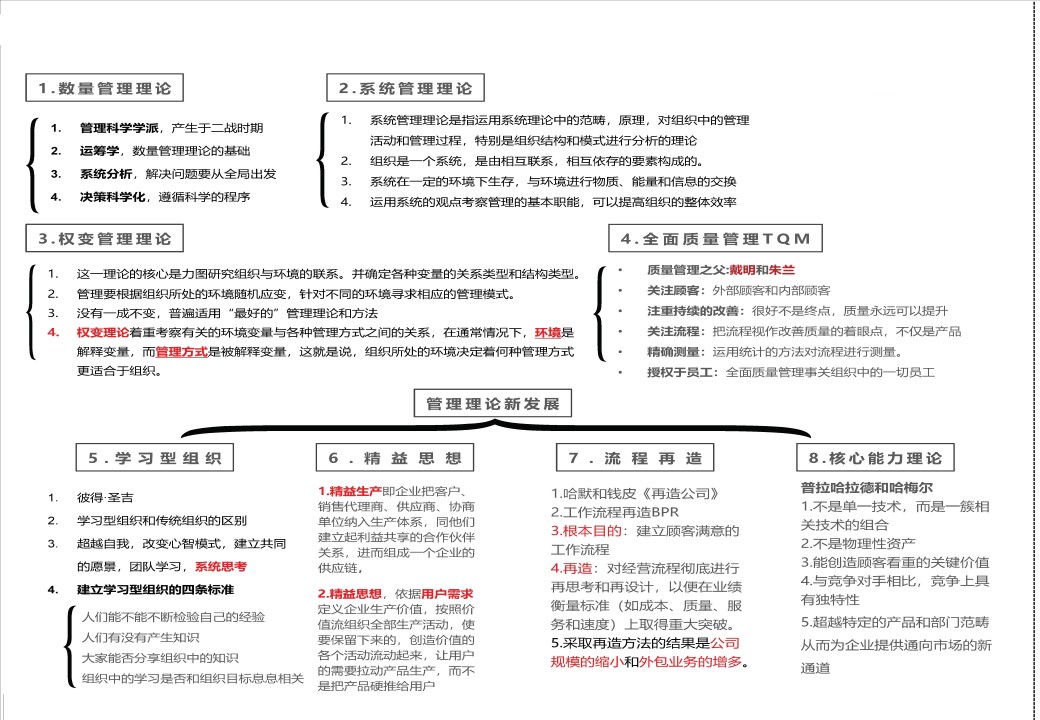 1.数量管理理论
1. 管理科学学派，产生于二战时期
2. 运筹学，数量管理理论的基础
3. 系统分析，解决问题要从全局出发
4. 决策科学化，遵循科学的程序
2.系统管理理论
1. 系统管理理论是指运用系统理论中的范畴，原理，对组织中的管理
活动和管理过程，特别是组织结构和模式进行分析的理论
2. 组织是一个系统，是由相互联系，相互依存的要素构成的。
3. 系统在一定的环境下生存，与环境进行物质、能量和信息的交换
4. 运用系统的观点考察管理的基本职能，可以提高组织的整体效率
3.权变管理理论
1. 这一理论的核心是力图研究组织与环境的联系。并确定各种变量的关系类型和结构类型。
2. 管理要根据组织所处的环境随机应变，针对不同的环境寻求相应的管理模式。
3. 没有一成不变，普遍适用“最好的”管理理论和方法
4. 权变理论着重考察有关的环境变量与各种管理方式之间的关系，在通常情况下，环境是
解释变量，而管理方式是被解释变量，这就是说，组织所处的环境决定着何种管理方式
更适合于组织。
4.全面质量管理TQM
• 质量管理之父:戴明和朱兰
• 关注顾客：外部顾客和内部顾客
• 注重持续的改善：很好不是终点，质量永远可以提升
• 关注流程：把流程视作改善质量的着眼点，不仅是产品
• 精确测量：运用统计的方法对流程进行测量。
• 授权于员工：全面质量管理事关组织中的一切员工
管理理论新发展
5.学习型组织
1. 彼得·圣吉
2. 学习型组织和传统组织的区别
3. 超越自我，改变心智模式，建立共同
的愿景，团队学习，系统思考
4. 建立学习型组织的四条标准
人们能不能不断检验自己的经验
人们有没有产生知识
大家能否分享组织中的知识
组织中的学习是否和组织目标息息相关
6.精益思想
1.精益生产即企业把客户、
销售代理商、供应商、协商
单位纳入生产体系，同他们
建立起利益共享的合作伙伴
关系，进而组成一个企业的
供应链。
2.精益思想，依据用户需求
定义企业生产价值，按照价
值流组织全部生产活动，使
要保留下来的，创造价值的
各个活动流动起来，让用户
的需要拉动产品生产，而不
是把产品硬推给用户
7.流程再造
1.哈默和钱皮《再造公司》
2.工作流程再造BPR
3.根本目的：建立顾客满意的
工作流程
4.再造：对经营流程彻底进行
再思考和再设计，以便在业绩
衡量标准（如成本、质量、服
务和速度）上取得重大突破。
5.采取再造方法的结果是公司
规模的缩小和外包业务的增多。
8.核心能力理论
普拉哈拉德和哈梅尔
1.不是单一技术，而是一簇相
关技术的组合
2.不是物理性资产
3.能创造顾客看重的关键价值
4.与竞争对手相比，竞争上具
有独特性
5.超越特定的产品和部门范畴
从而为企业提供通向市场的新
通道